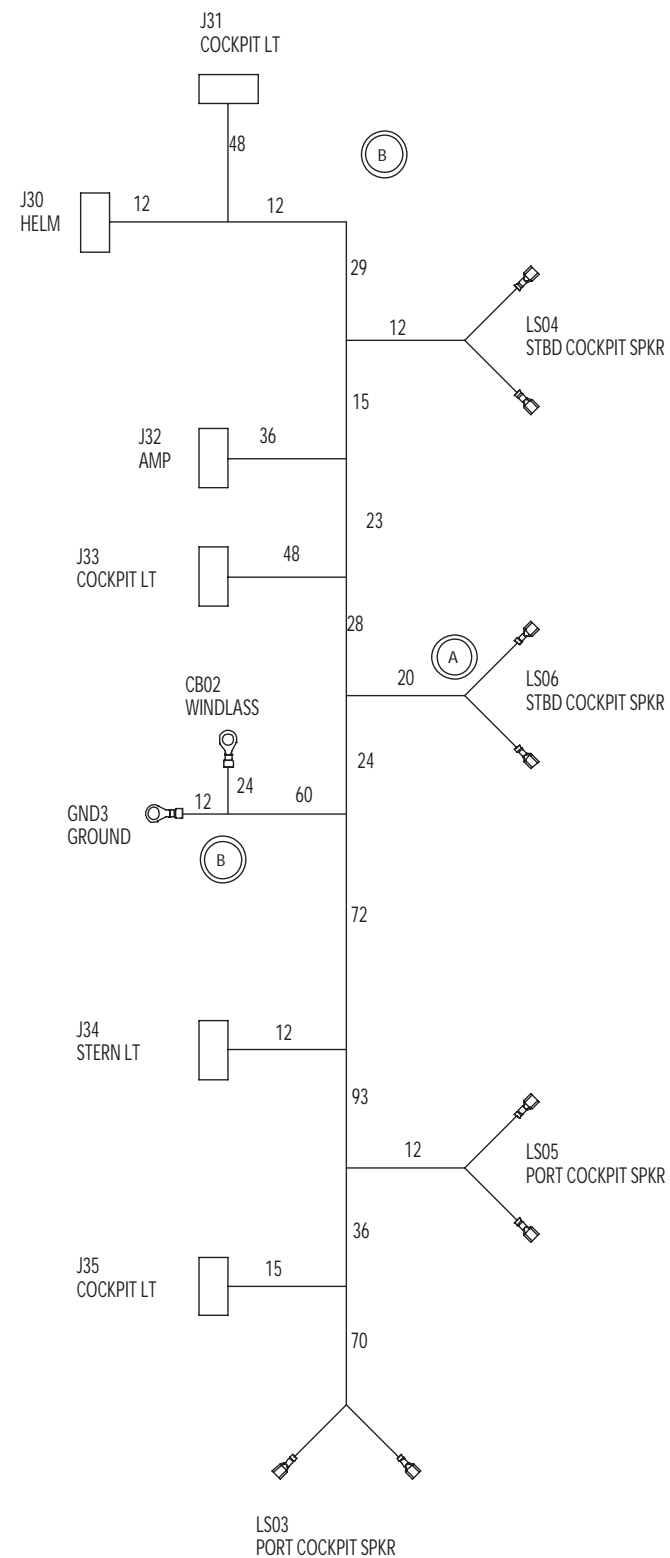 J31
COCKPIT LT
48
B
J30
HELM
12
12
29
12
LS04
STBD COCKPIT SPKR
15
J32
AMP
36
23
J33
COCKPIT LT
48
28
A
20
LS06
STBD COCKPIT SPKR
CB02
WINDLASS
24
24
GND3
GROUND
12
60
B
72
J34
STERN LT
12
93
12
LS05
PORT COCKPIT SPKR
36
J35
COCKPIT LT
15
70
LS03
PORT COCKPIT SPKR